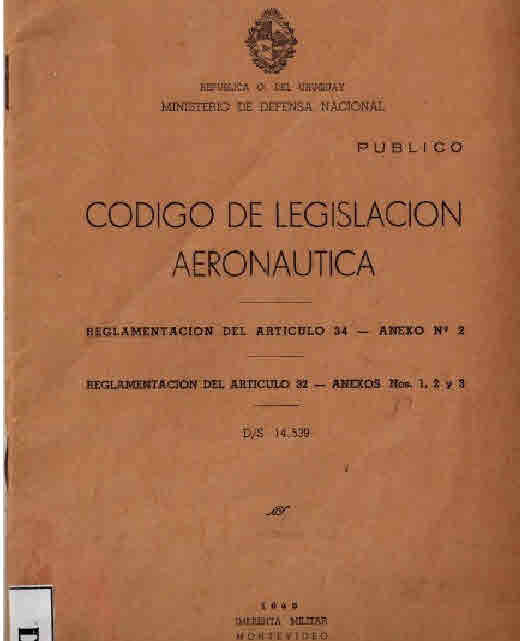 REPUBLICA O. DEL URUGUAY
MINISTERIO DE DEFENSA NACIONAL
PUBLICO
CODIGO DE LEGISLACION
AERONAUTICA
REGLAMENTACION DEL ARTICULO 34 — ANEXO Nº 2
REGLAMENTACION DEL ARTICULO 32 — ANEXOS Nos. 1, 2 y 3
D/S 14.539
IMPRENTA MILITAR
MONTEVIDEO